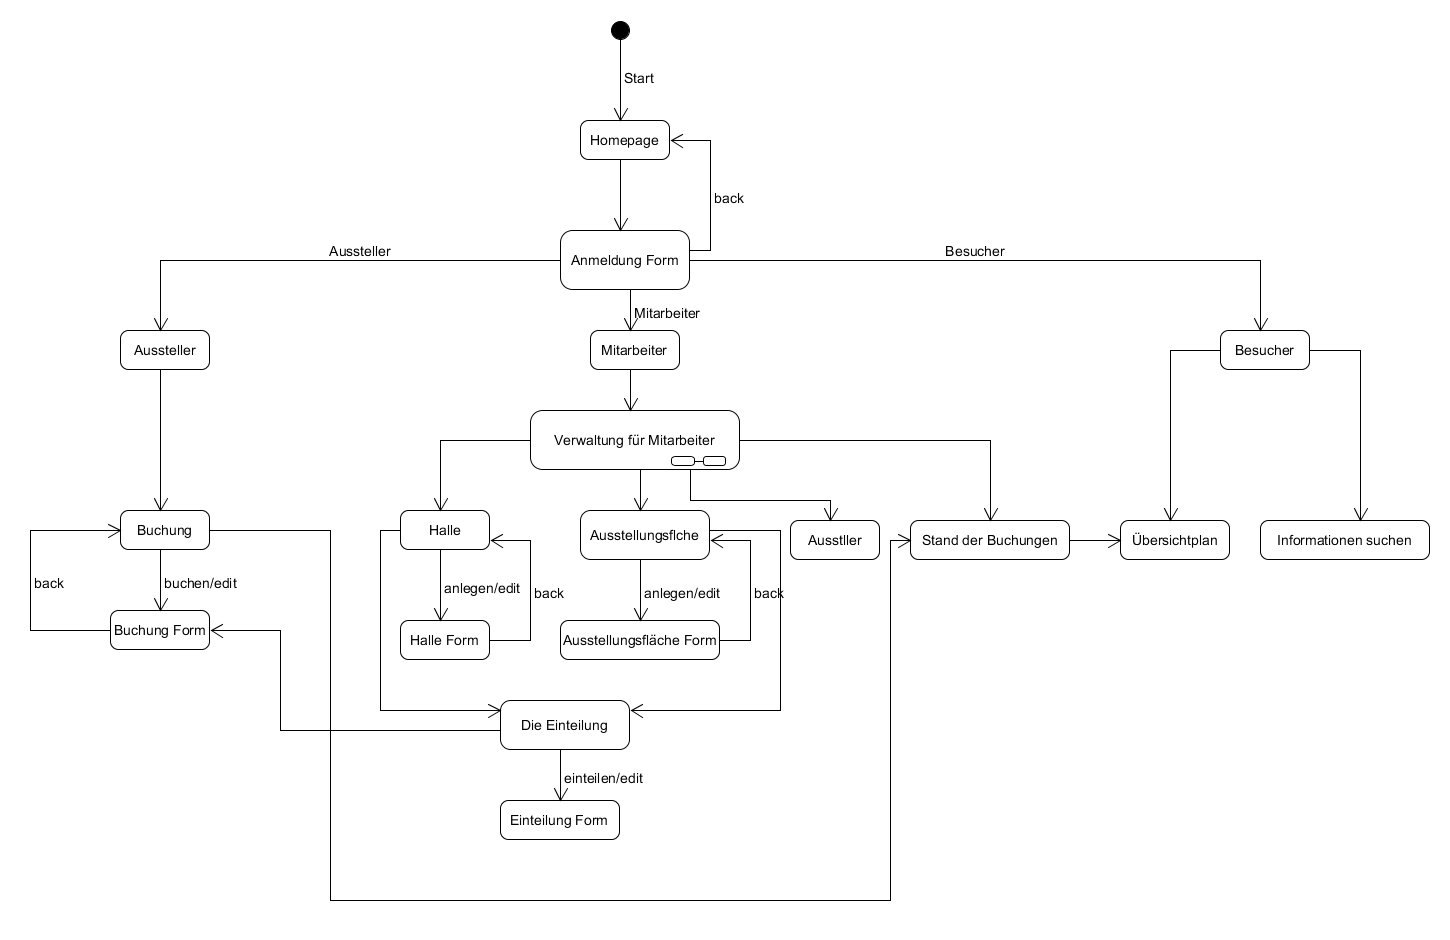 Start
Homepage
back
Aussteller
Besucher
Anmeldung Form
Mitarbeiter
Aussteller
Mitarbeiter
Besucher
Verwaltung für Mitarbeiter
Buchung
Halle
Ausstellungsflche
Ausstller
Stand der Buchungen
Übersichtplan
Informationen suchen
back
buchen/edit
anlegen/edit
back
anlegen/edit
back
Buchung Form
Halle Form
Ausstellungsfläche Form
Die Einteilung
einteilen/edit
Einteilung Form